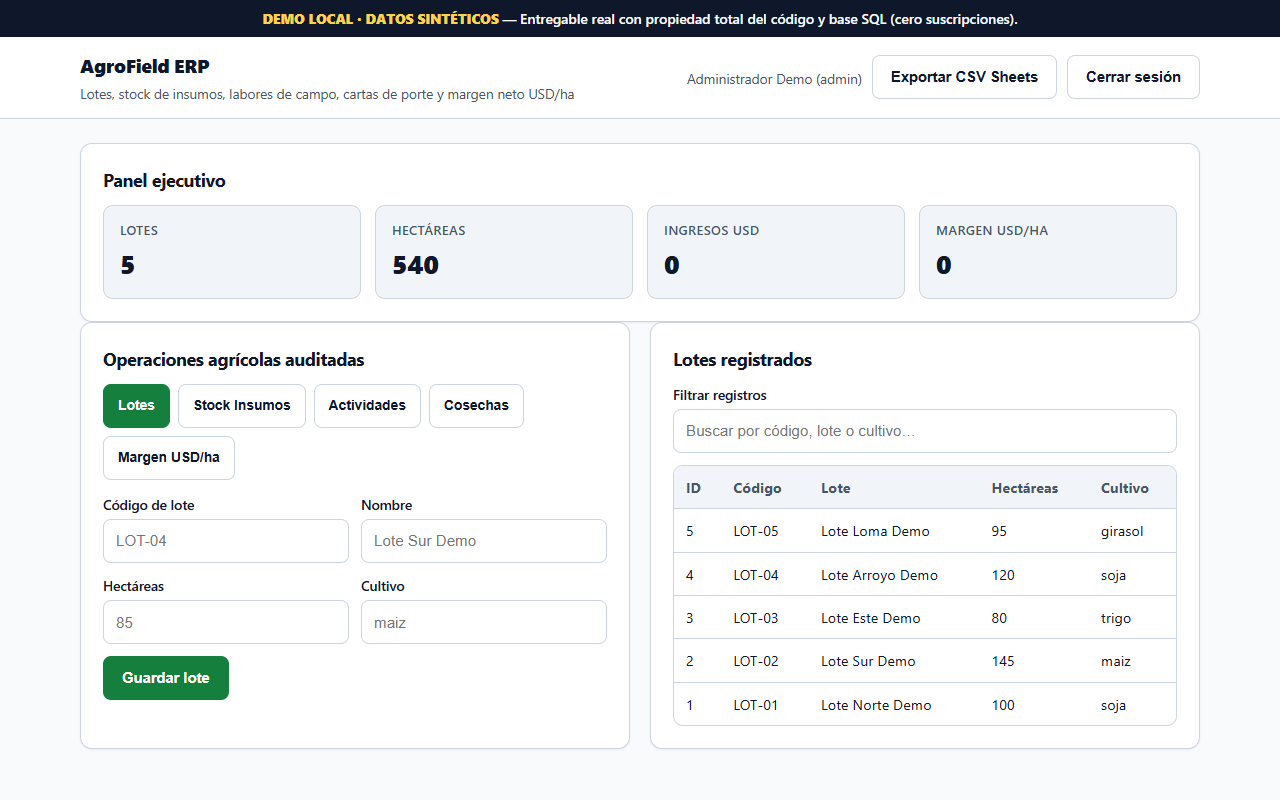 DEMO LOCAL · DATOS SINTÉTICOS — Entregable real con propiedad total del código y base SQL (cero suscripciones).
AgroField ERP
Lotes, stock de insumos, labores de campo, cartas de porte y margen neto USD/ha
Administrador Demo (admin)
Exportar CSV Sheets
Cerrar sesión
Panel ejecutivo
LOTES
5
HECTÁREAS
540
INGRESOS USD
0
MARGEN USD/HA
0
Operaciones agrícolas auditadas
Lotes
Stock Insumos
Actividades
Cosechas
Margen USD/ha
Código de lote
LOT-04
Nombre
Lote Sur Demo
Hectáreas
85
Cultivo
maiz
Guardar lote
Lotes registrados
Filtrar registros
Buscar por código, lote o cultivo...
ID Código Lote Hectáreas Cultivo
5 LOT-05 Lote Loma Demo 95 girasol
4 LOT-04 Lote Arroyo Demo 120 soja
3 LOT-03 Lote Este Demo 80 trigo
2 LOT-02 Lote Sur Demo 145 maiz
1 LOT-01 Lote Norte Demo 100 soja